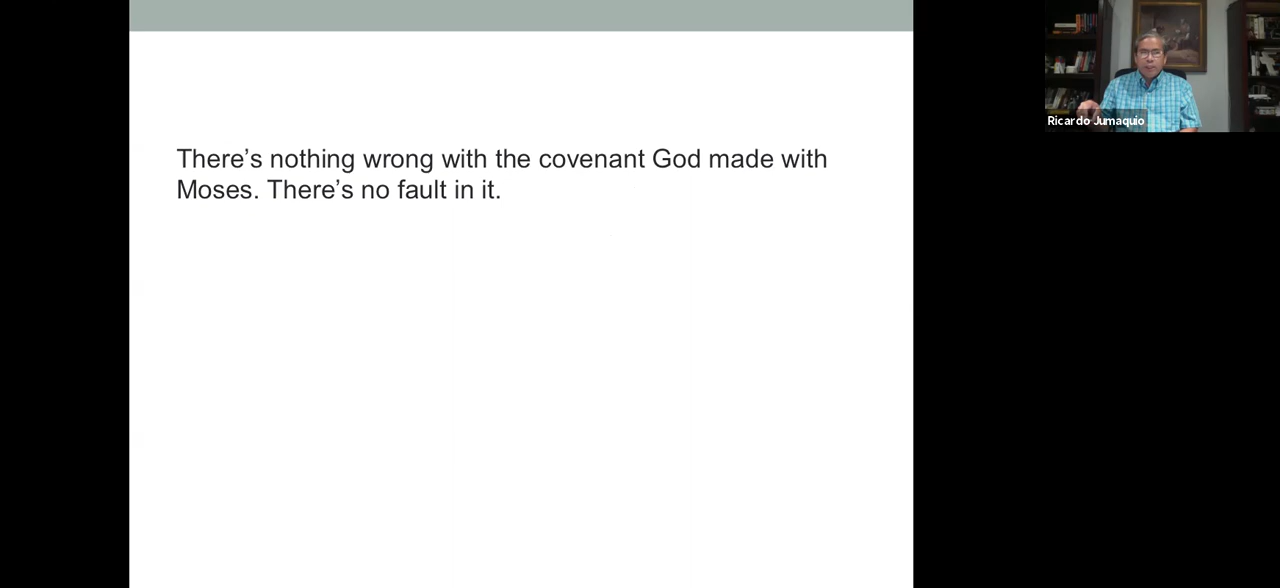 There’s nothing wrong with the covenant God made with
Moses. There’s no fault in it.
Ricardo Jumaquio